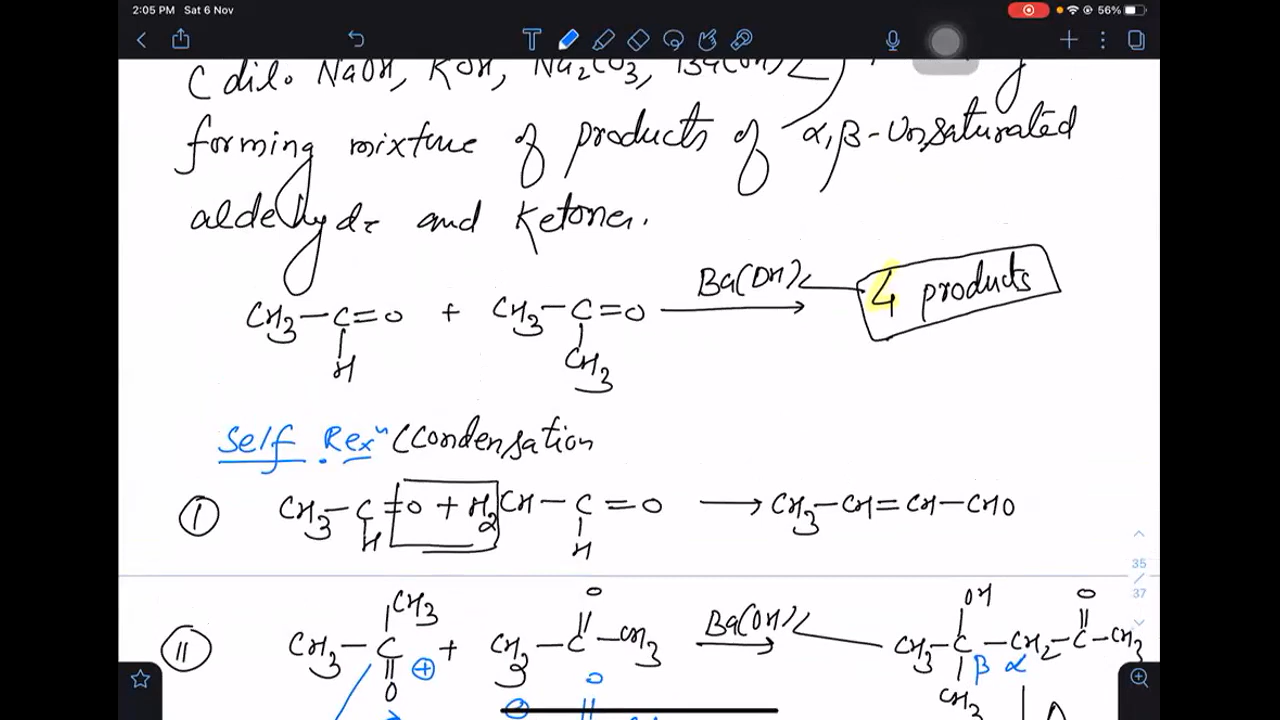 2:05 PM Sat 6 Nov
56%
(dil. NaOH, KOH, Na2CO3, Ba(OH)2)
forming mixture of products of α,β-Unsaturated
aldehyde and Ketones.
CH3-C=O + CH3-C=O Ba(OH)2 4 products
H CH3
Self Rexn (Condensation
I CH3-C=O + H2CH-C=O → CH3-CH=CH-CHO
H H
35
/
37
CH3 O OH O
II CH3-C + CH3-C-CH3 Ba(OH)2 CH3-C-CH2-C-CH3
O ⊕ β α
O CH3